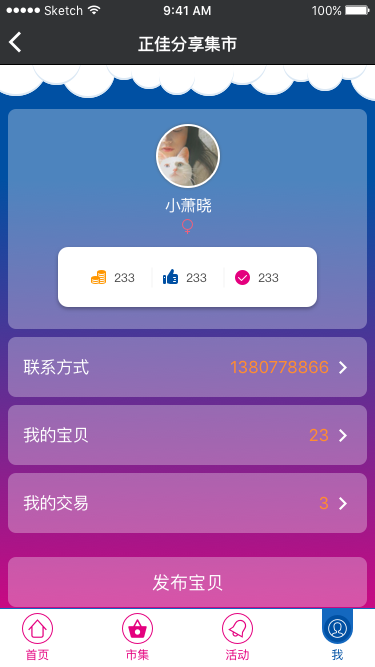 Sketch 9:41 AM 100%
正佳分享集市
小萧晓
233 233 233
联系方式 1380778866
我的宝贝 23
我的交易 3
发布宝贝
首页 市集 活动 我